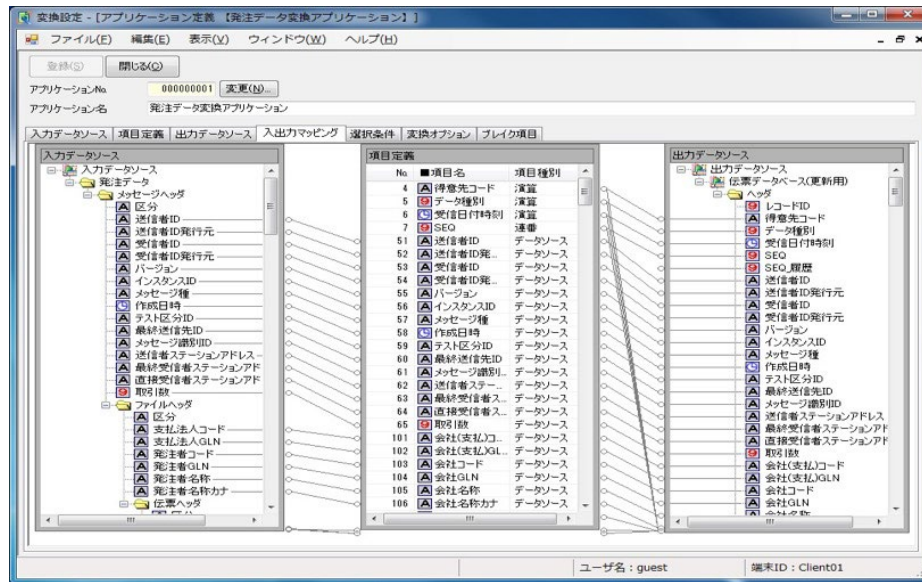 変換設定 - [アプリケーション定義 【発注データ変換アプリケーション】 ]
ファイル(F) 編集(E) 表示(V) ウィンドウ(W) ヘルプ(H)
登録(S) 閉じる(C)
アプリケーションNo. 000000001 変更(N)...
アプリケーション名 発注データ変換アプリケーション
入力データソース 項目定義 出力データソース 入出力マッピング 選択条件 変換オプション ブレイク項目
入力データソース
入力データソース
発注データ
メッセージヘッダ
区分
送信者ID
送信者ID発行元
受信者ID
受信者ID発行元
バージョン
インスタンスID
メッセージ種
作成日時
テスト区分ID
最終送信先ID
メッセージ識別ID
送信者ステーションアドレス
最終受信者ステーションアド
直接受信者ステーションアド
取引数
ファイルヘッダ
区分
支払法人コード
支払法人GLN
発注者コード
発注者GLN
発注者名称
発注者名称カナ
伝票ヘッダ
項目定義
No. ■項目名 項目種別
4 得意先コード 演算
5 データ種別 演算
6 受信日付時刻 演算
7 SEQ 連番
51 送信者ID データソース
52 送信者ID発... データソース
53 受信者ID データソース
54 受信者ID発... データソース
55 バージョン データソース
56 インスタンスID データソース
57 メッセージ種 データソース
58 作成日時 データソース
59 テスト区分ID データソース
60 最終送信先ID データソース
61 メッセージ識別... データソース
62 送信者ステー... データソース
63 最終受信者ス... データソース
64 直接受信者ス... データソース
65 取引数 データソース
101 会社(支払)コ... データソース
102 会社(支払)GL... データソース
103 会社コード データソース
104 会社GLN データソース
105 会社名称 データソース
106 会社名称カナ データソース
出力データソース
出力データソース
伝票データベース(更新用)
ヘッダ
レコードID
得意先コード
データ種別
受信日付時刻
SEQ
SEQ_履歴
送信者ID
送信者ID発行元
受信者ID
受信者ID発行元
バージョン
インスタンスID
メッセージ種
作成日時
テスト区分ID
最終送信先ID
メッセージ識別ID
送信者ステーションアドレス
最終受信者ステーションアド
直接受信者ステーションアド
取引数
会社(支払)コード
会社(支払)GLN
会社コード
会社GLN
ユーザ名 : guest 端末ID : Client01